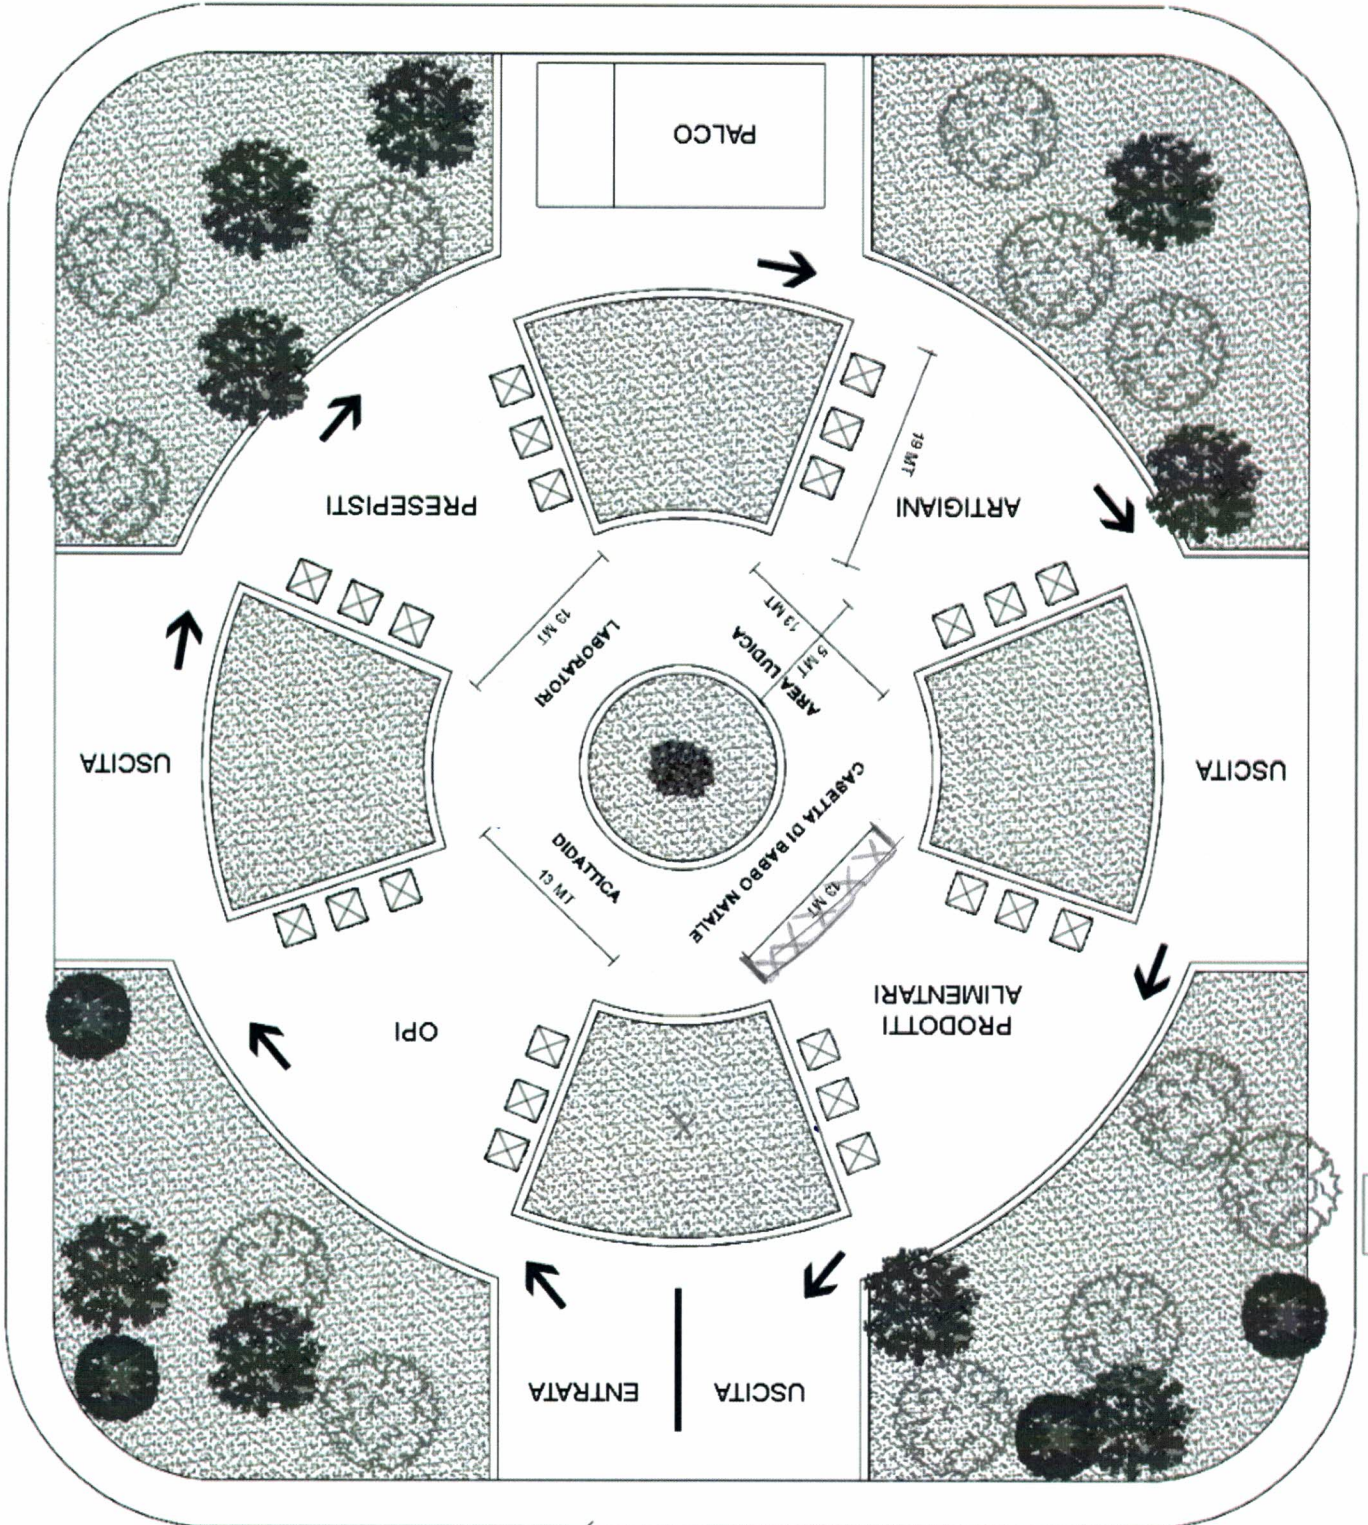 USCITA
ENTRATA
PRODOTTI
ALIMENTARI
OPI
13 MT
CASETTA DI BABBO NATALE
DIDATTICA
13 MT
USCITA
USCITA
AREA LUDICA
5 MT
13 MT
LABORATORI
13 MT
ARTIGIANI
19 MT
PRESEPISTI
PALCO